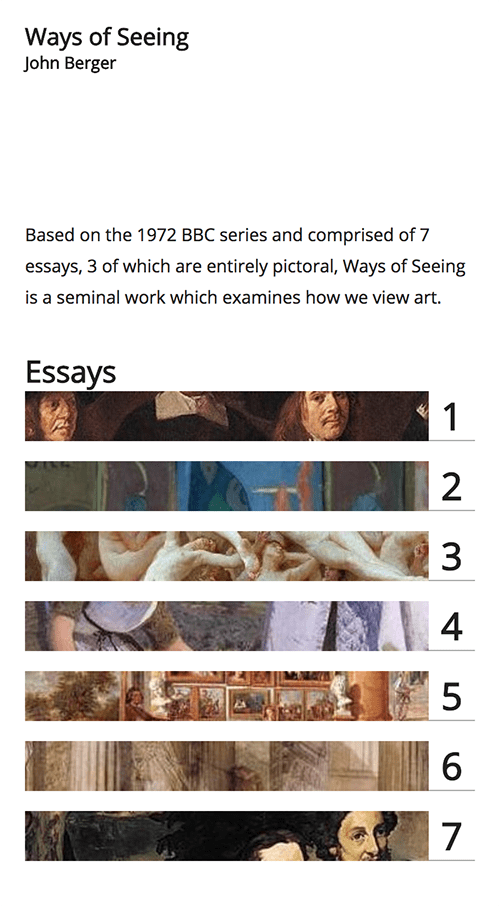 Ways of Seeing
John Berger
Based on the 1972 BBC series and comprised of 7
essays, 3 of which are entirely pictoral, Ways of Seeing
is a seminal work which examines how we view art.
Essays
1
2
3
4
5
6
7